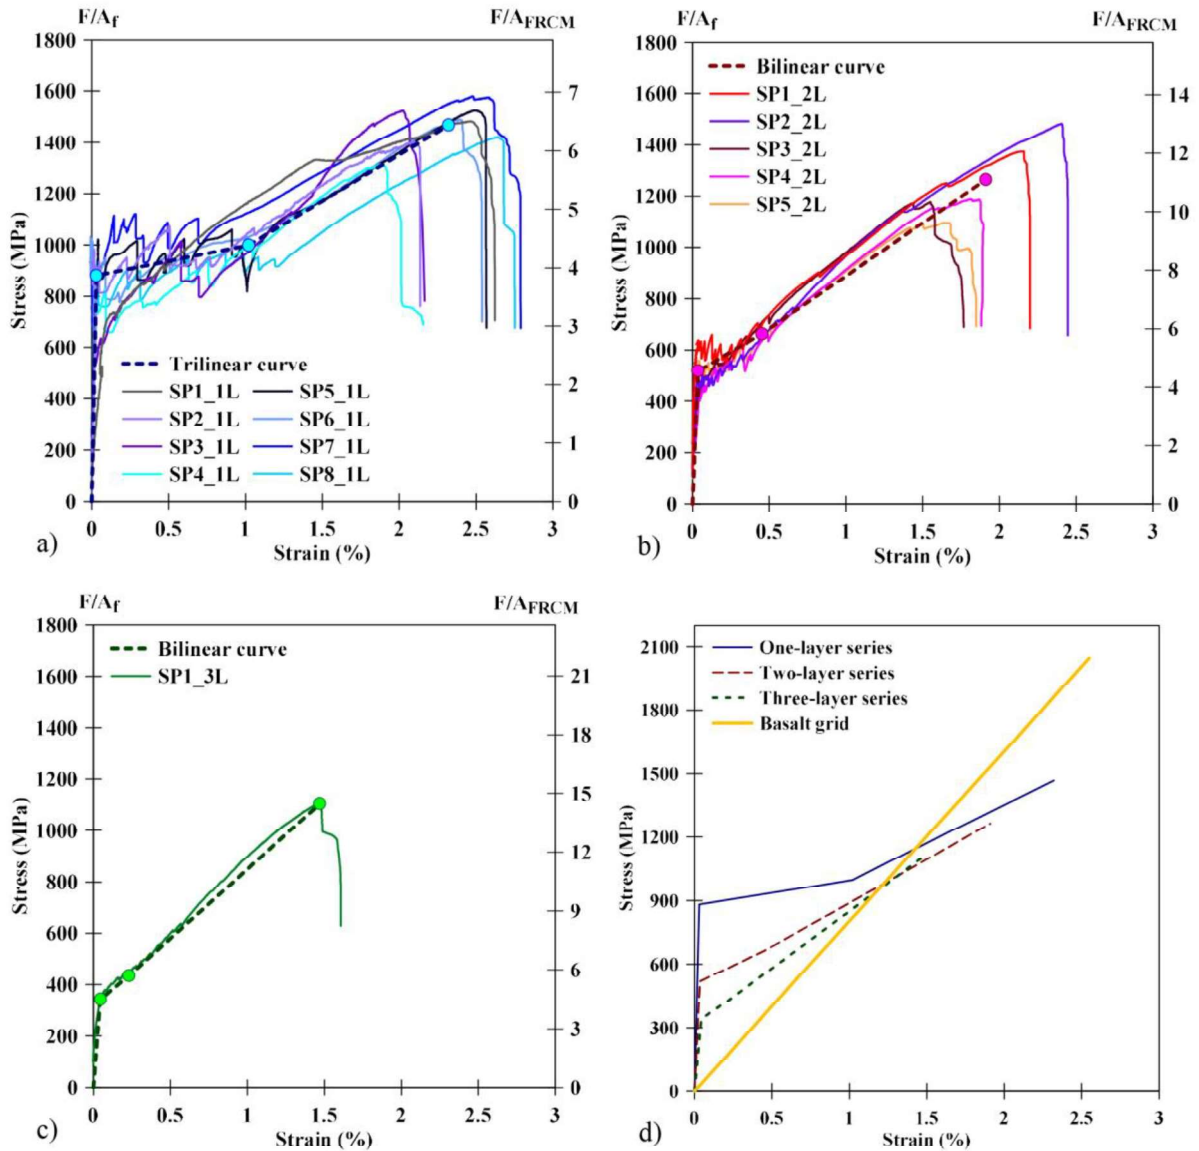 F/Af F/AFRCM
1800
1600
1400
1200
1000
800
600
400
200
0
7
6
5
4
3
2
1
0
Stress (MPa)
Trilinear curve
SP1_1L SP5_1L
SP2_1L SP6_1L
SP3_1L SP7_1L
SP4_1L SP8_1L
0 0.5 1 1.5 2 2.5 3
Strain (%)
a)
F/Af F/AFRCM
1800
1600
1400
1200
1000
800
600
400
200
0
14
12
10
8
6
4
2
0
Stress (MPa)
Bilinear curve
SP1_2L
SP2_2L
SP3_2L
SP4_2L
SP5_2L
0 0.5 1 1.5 2 2.5 3
Strain (%)
b)
F/Af F/AFRCM
1800
1600
1400
1200
1000
800
600
400
200
0
21
18
15
12
9
6
3
0
Stress (MPa)
Bilinear curve
SP1_3L
0 0.5 1 1.5 2 2.5 3
Strain (%)
c)
2100
1800
1500
1200
900
600
300
0
Stress (MPa)
One-layer series
Two-layer series
Three-layer series
Basalt grid
0 0.5 1 1.5 2 2.5 3
Strain (%)
d)